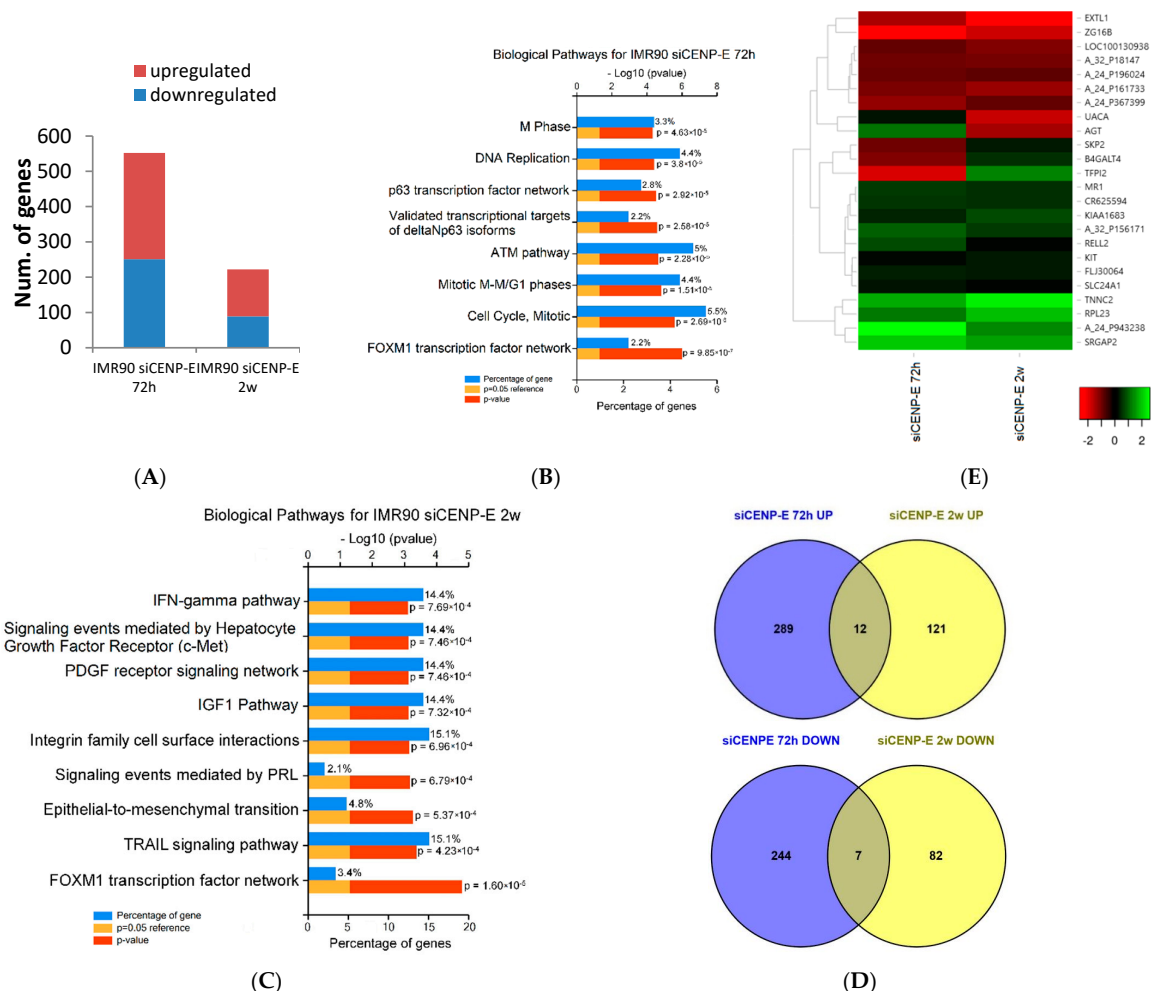 upregulated
downregulated
Num. of genes
600
500
400
300
200
100
0
IMR90 siCENP-E
72h
IMR90 siCENP-E
2w
(A)
Biological Pathways for IMR90 siCENP-E 72h
- Log10 (pvalue)
0 2 4 6 8
M Phase
3.3%
p = 4.63×10⁻⁵
DNA Replication
4.4%
p = 3.8×10⁻⁵
p63 transcription factor network
2.8%
p = 2.92×10⁻⁵
Validated transcriptional targets
of deltaNp63 isoforms
2.2%
p = 2.58×10⁻⁵
ATM pathway
5%
p = 2.28×10⁻⁵
Mitotic M-M/G1 phases
4.4%
p = 1.51×10⁻⁵
Cell Cycle, Mitotic
5.5%
p = 2.69×10⁻⁶
FOXM1 transcription factor network
2.2%
p = 9.85×10⁻⁷
Percentage of gene
p=0.05 reference
p-value
0 2 4 6
Percentage of genes
(B)
EXTL1
ZG16B
LOC100130938
A_32_P18147
A_24_P196024
A_24_P161733
A_24_P367399
UACA
AGT
SKP2
B4GALT4
TFPI2
MR1
CR625594
KIAA1683
A_32_P156171
RELL2
KIT
FLJ30064
SLC24A1
TNNC2
RPL23
A_24_P943238
SRGAP2
siCENP-E 72h
siCENP-E 2w
-2 0 2
(E)
Biological Pathways for IMR90 siCENP-E 2w
- Log10 (pvalue)
0 1 2 3 4 5
IFN-gamma pathway
14.4%
p = 7.69×10⁻⁴
Signaling events mediated by Hepatocyte
Growth Factor Receptor (c-Met)
14.4%
p = 7.46×10⁻⁴
PDGF receptor signaling network
14.4%
p = 7.46×10⁻⁴
IGF1 Pathway
14.4%
p = 7.32×10⁻⁴
Integrin family cell surface interactions
15.1%
p = 6.96×10⁻⁴
Signaling events mediated by PRL
2.1%
p = 6.79×10⁻⁴
Epithelial-to-mesenchymal transition
4.8%
p = 5.37×10⁻⁴
TRAIL signaling pathway
15.1%
p = 4.23×10⁻⁴
FOXM1 transcription factor network
3.4%
p = 1.60×10⁻⁵
Percentage of gene
p=0.05 reference
p-value
0 5 10 15 20
Percentage of genes
(C)
siCENP-E 72h UP
siCENP-E 2w UP
289 12 121
siCENPE 72h DOWN
siCENP-E 2w DOWN
244 7 82
(D)